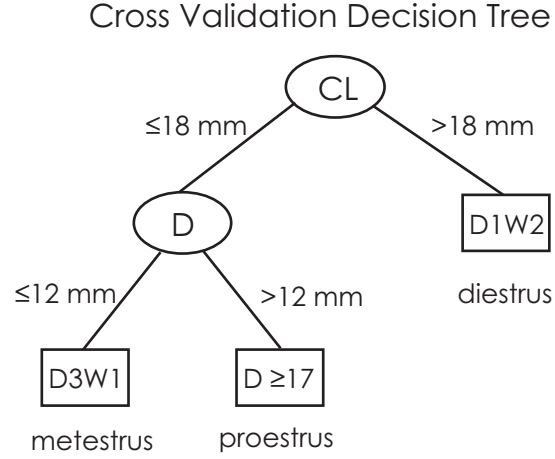 Cross Validation Decision Tree
CL
≤18 mm
>18 mm
D
D1W2
≤12 mm
>12 mm
diestrus
D3W1
D ≥17
metestrus
proestrus